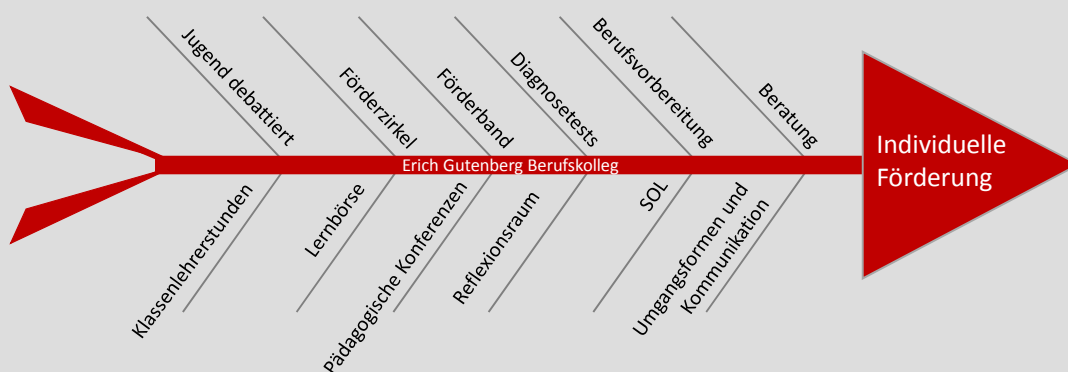 Jugend debattiert
Förderzirkel
Förderband
Diagnosetests
Berufsvorbereitung
Beratung
Erich Gutenberg Berufskolleg
Individuelle
Förderung
Klassenlehrerstunden
Lernbörse
Pädagogische Konferenzen
Reflexionsraum
SOL
Umgangsformen und
Kommunikation